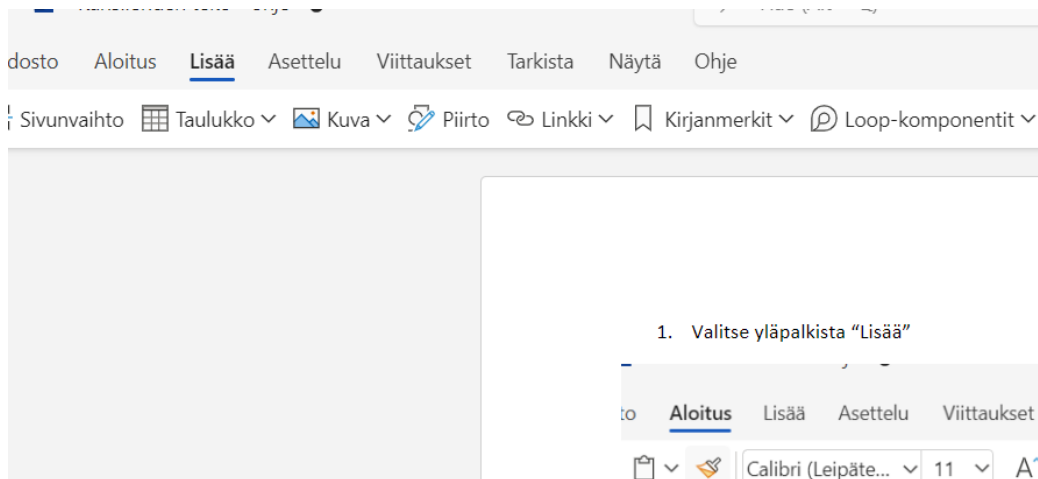 dosto Aloitus Lisää Asettelu Viittaukset Tarkista Näytä Ohje
Sivunvaihto Taulukko Kuva Piirto Linkki Kirjanmerkit Loop-komponentit
1. Valitse yläpalkista “Lisää”
to Aloitus Lisää Asettelu Viittaukset
Calibri (Leipäte... 11 A